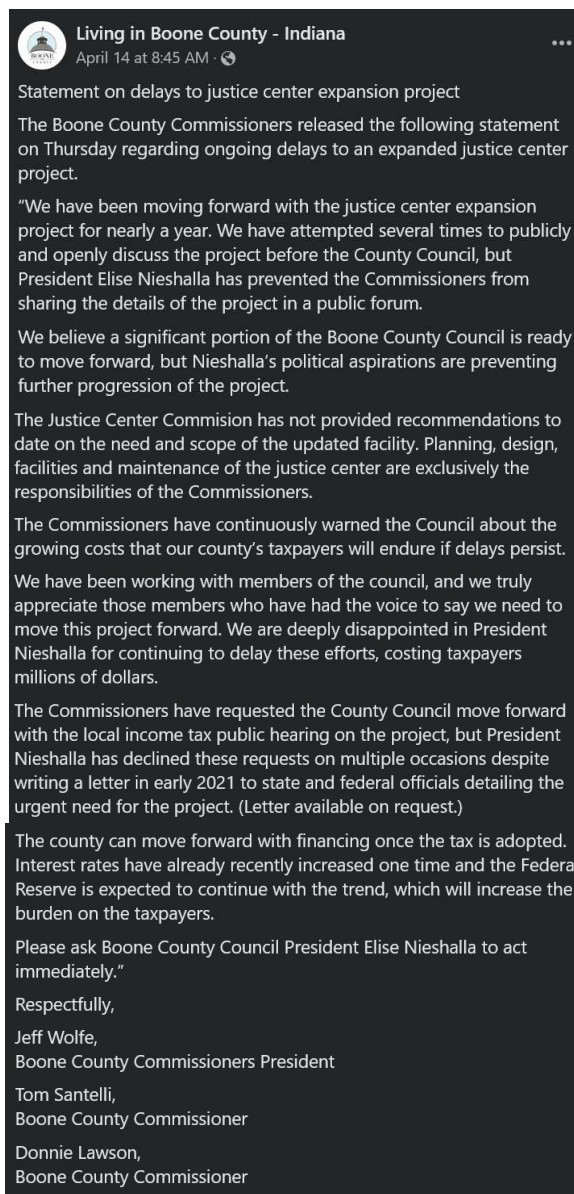 Living in Boone County - Indiana
April 14 at 8:45 AM ·
BOONE
COUNTY
Statement on delays to justice center expansion project
The Boone County Commissioners released the following statement
on Thursday regarding ongoing delays to an expanded justice center
project.
“We have been moving forward with the justice center expansion
project for nearly a year. We have attempted several times to publicly
and openly discuss the project before the County Council, but
President Elise Nieshalla has prevented the Commissioners from
sharing the details of the project in a public forum.
We believe a significant portion of the Boone County Council is ready
to move forward, but Nieshalla’s political aspirations are preventing
further progression of the project.
The Justice Center Commision has not provided recommendations to
date on the need and scope of the updated facility. Planning, design,
facilities and maintenance of the justice center are exclusively the
responsibilities of the Commissioners.
The Commissioners have continuously warned the Council about the
growing costs that our county’s taxpayers will endure if delays persist.
We have been working with members of the council, and we truly
appreciate those members who have had the voice to say we need to
move this project forward. We are deeply disappointed in President
Nieshalla for continuing to delay these efforts, costing taxpayers
millions of dollars.
The Commissioners have requested the County Council move forward
with the local income tax public hearing on the project, but President
Nieshalla has declined these requests on multiple occasions despite
writing a letter in early 2021 to state and federal officials detailing the
urgent need for the project. (Letter available on request.)
The county can move forward with financing once the tax is adopted.
Interest rates have already recently increased one time and the Federa
Reserve is expected to continue with the trend, which will increase the
burden on the taxpayers.
Please ask Boone County Council President Elise Nieshalla to act
immediately.”
Respectfully,
Jeff Wolfe,
Boone County Commissioners President
Tom Santelli,
Boone County Commissioner
Donnie Lawson,
Boone County Commissioner